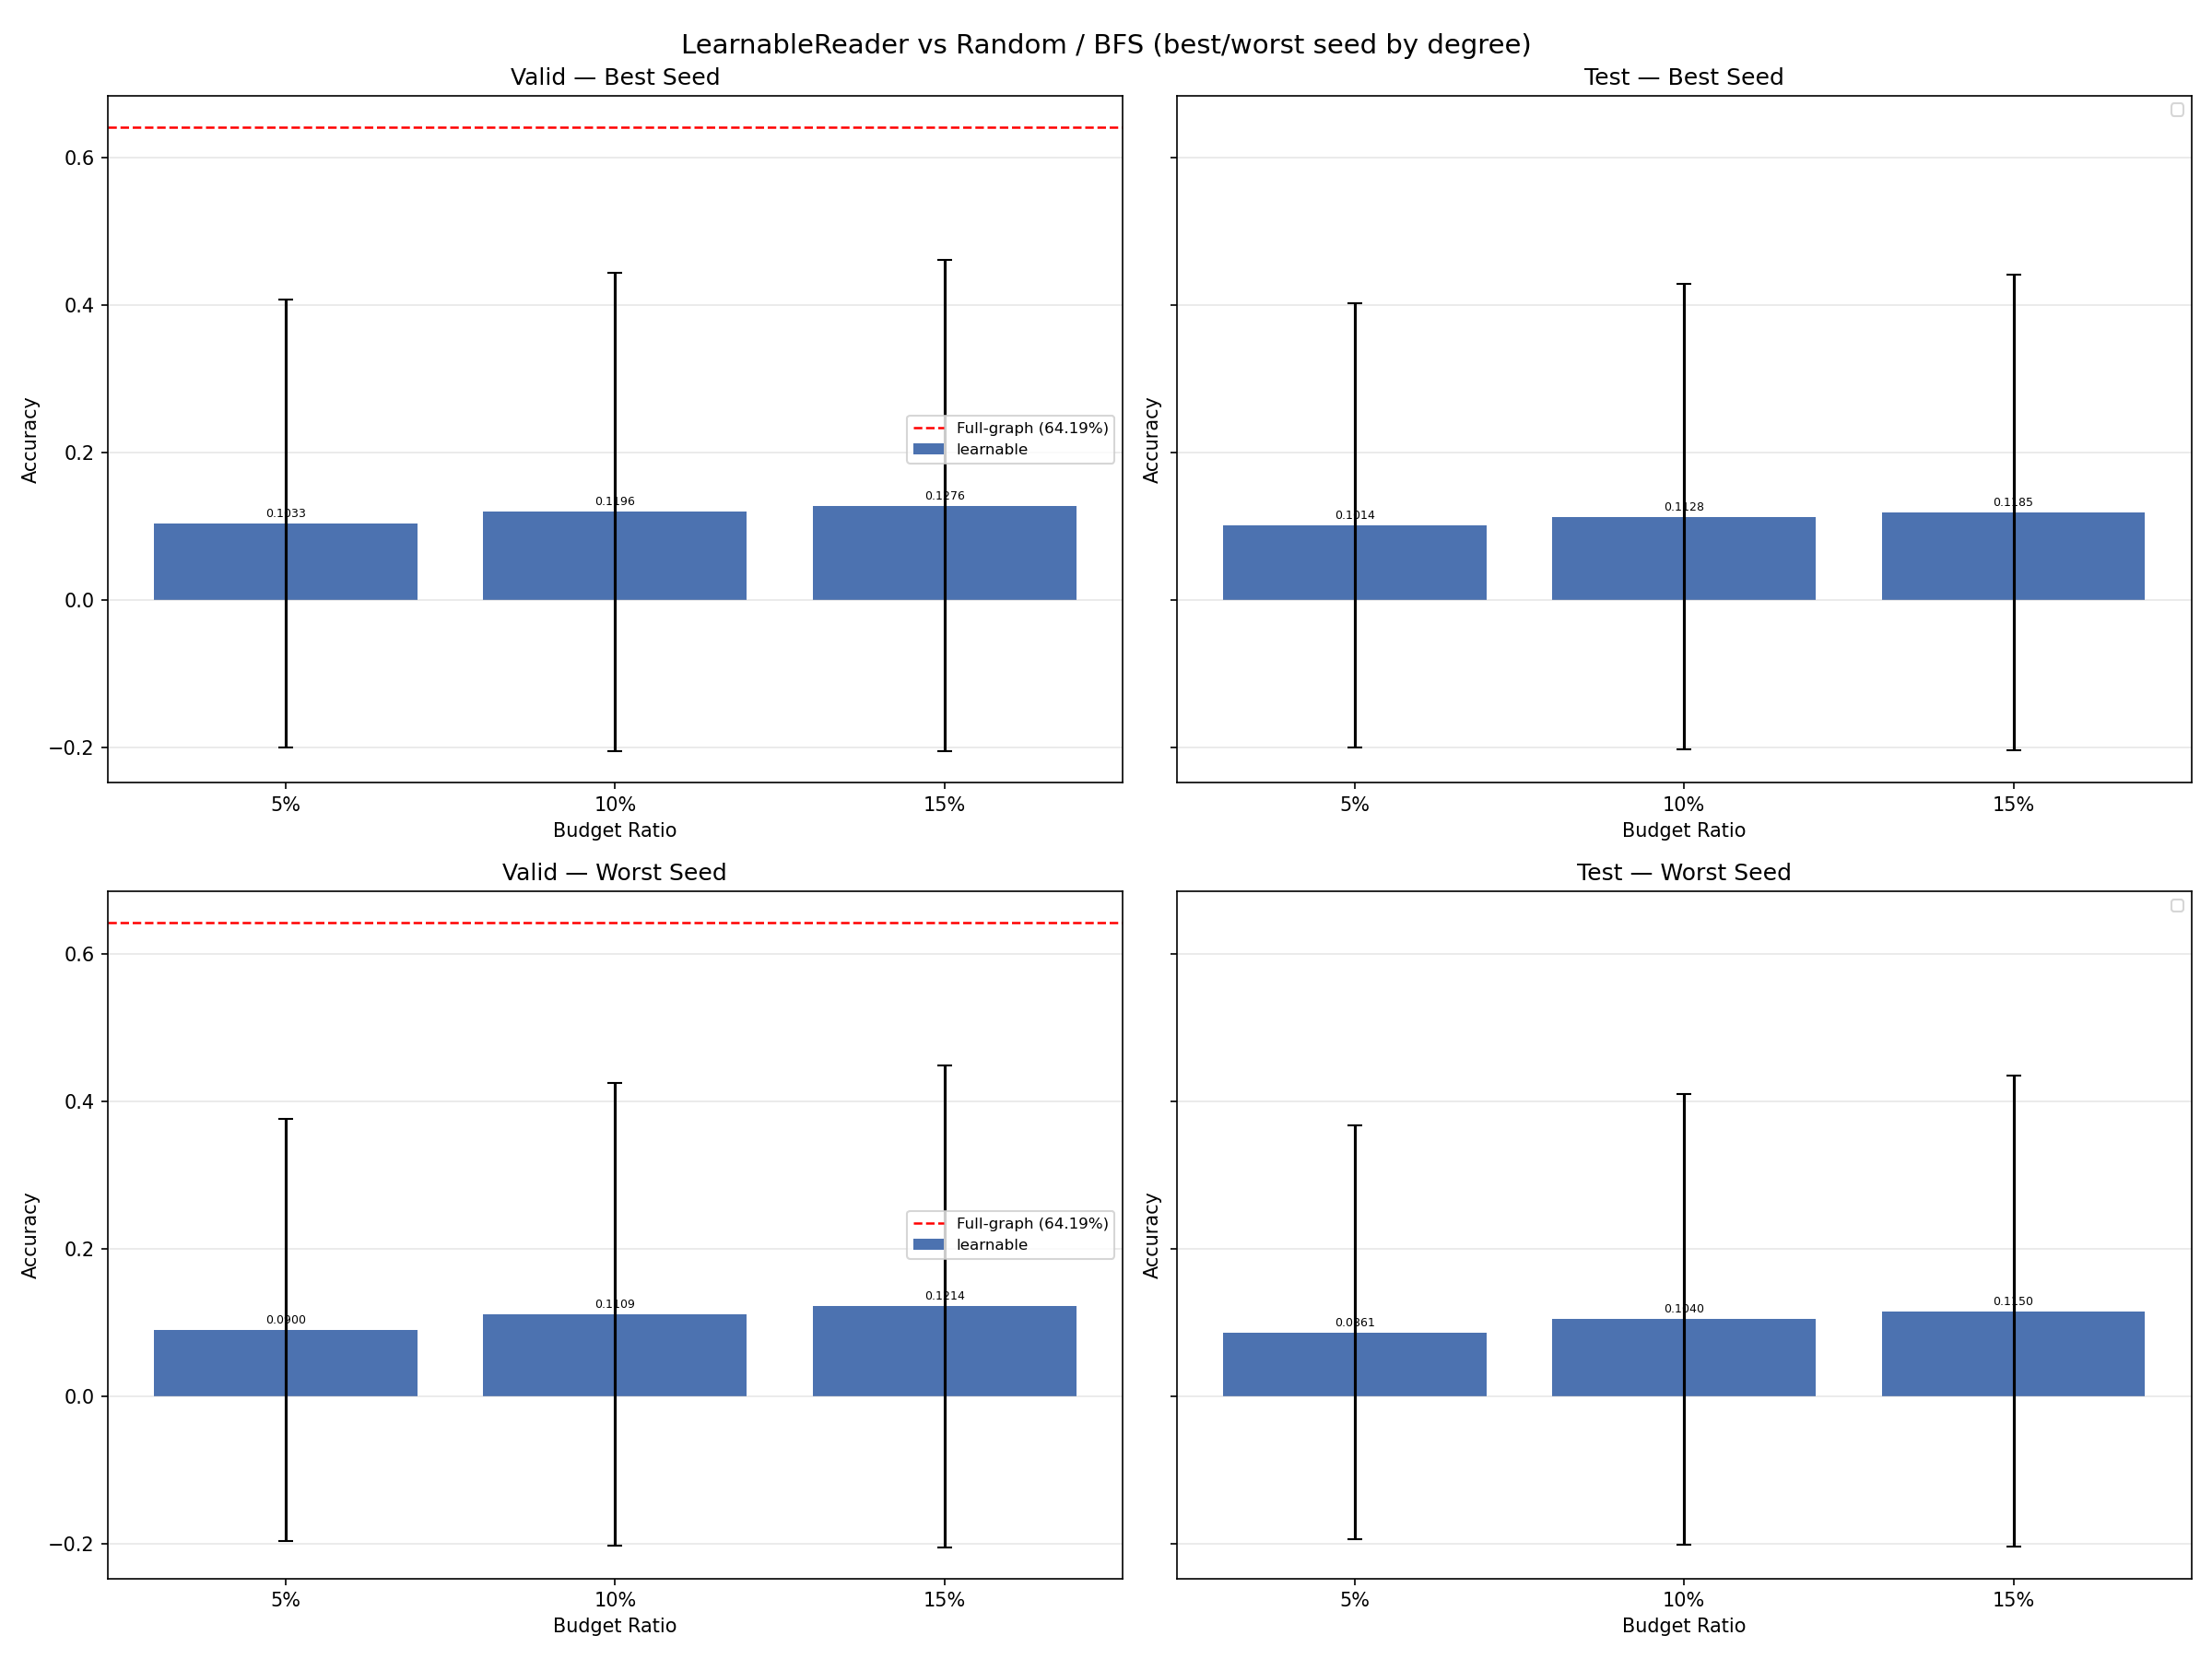 LearnableReader vs Random / BFS (best/worst seed by degree)
Valid — Best Seed
Accuracy
0.6
0.4
0.2
0.0
−0.2
0.1033
0.1196
0.1276
Full-graph (64.19%)
learnable
5%
10%
15%
Budget Ratio
Test — Best Seed
Accuracy
0.1014
0.1128
0.1185
5%
10%
15%
Budget Ratio
Valid — Worst Seed
Accuracy
0.6
0.4
0.2
0.0
−0.2
0.0900
0.1109
0.1214
Full-graph (64.19%)
learnable
5%
10%
15%
Budget Ratio
Test — Worst Seed
Accuracy
0.0861
0.1040
0.1150
5%
10%
15%
Budget Ratio